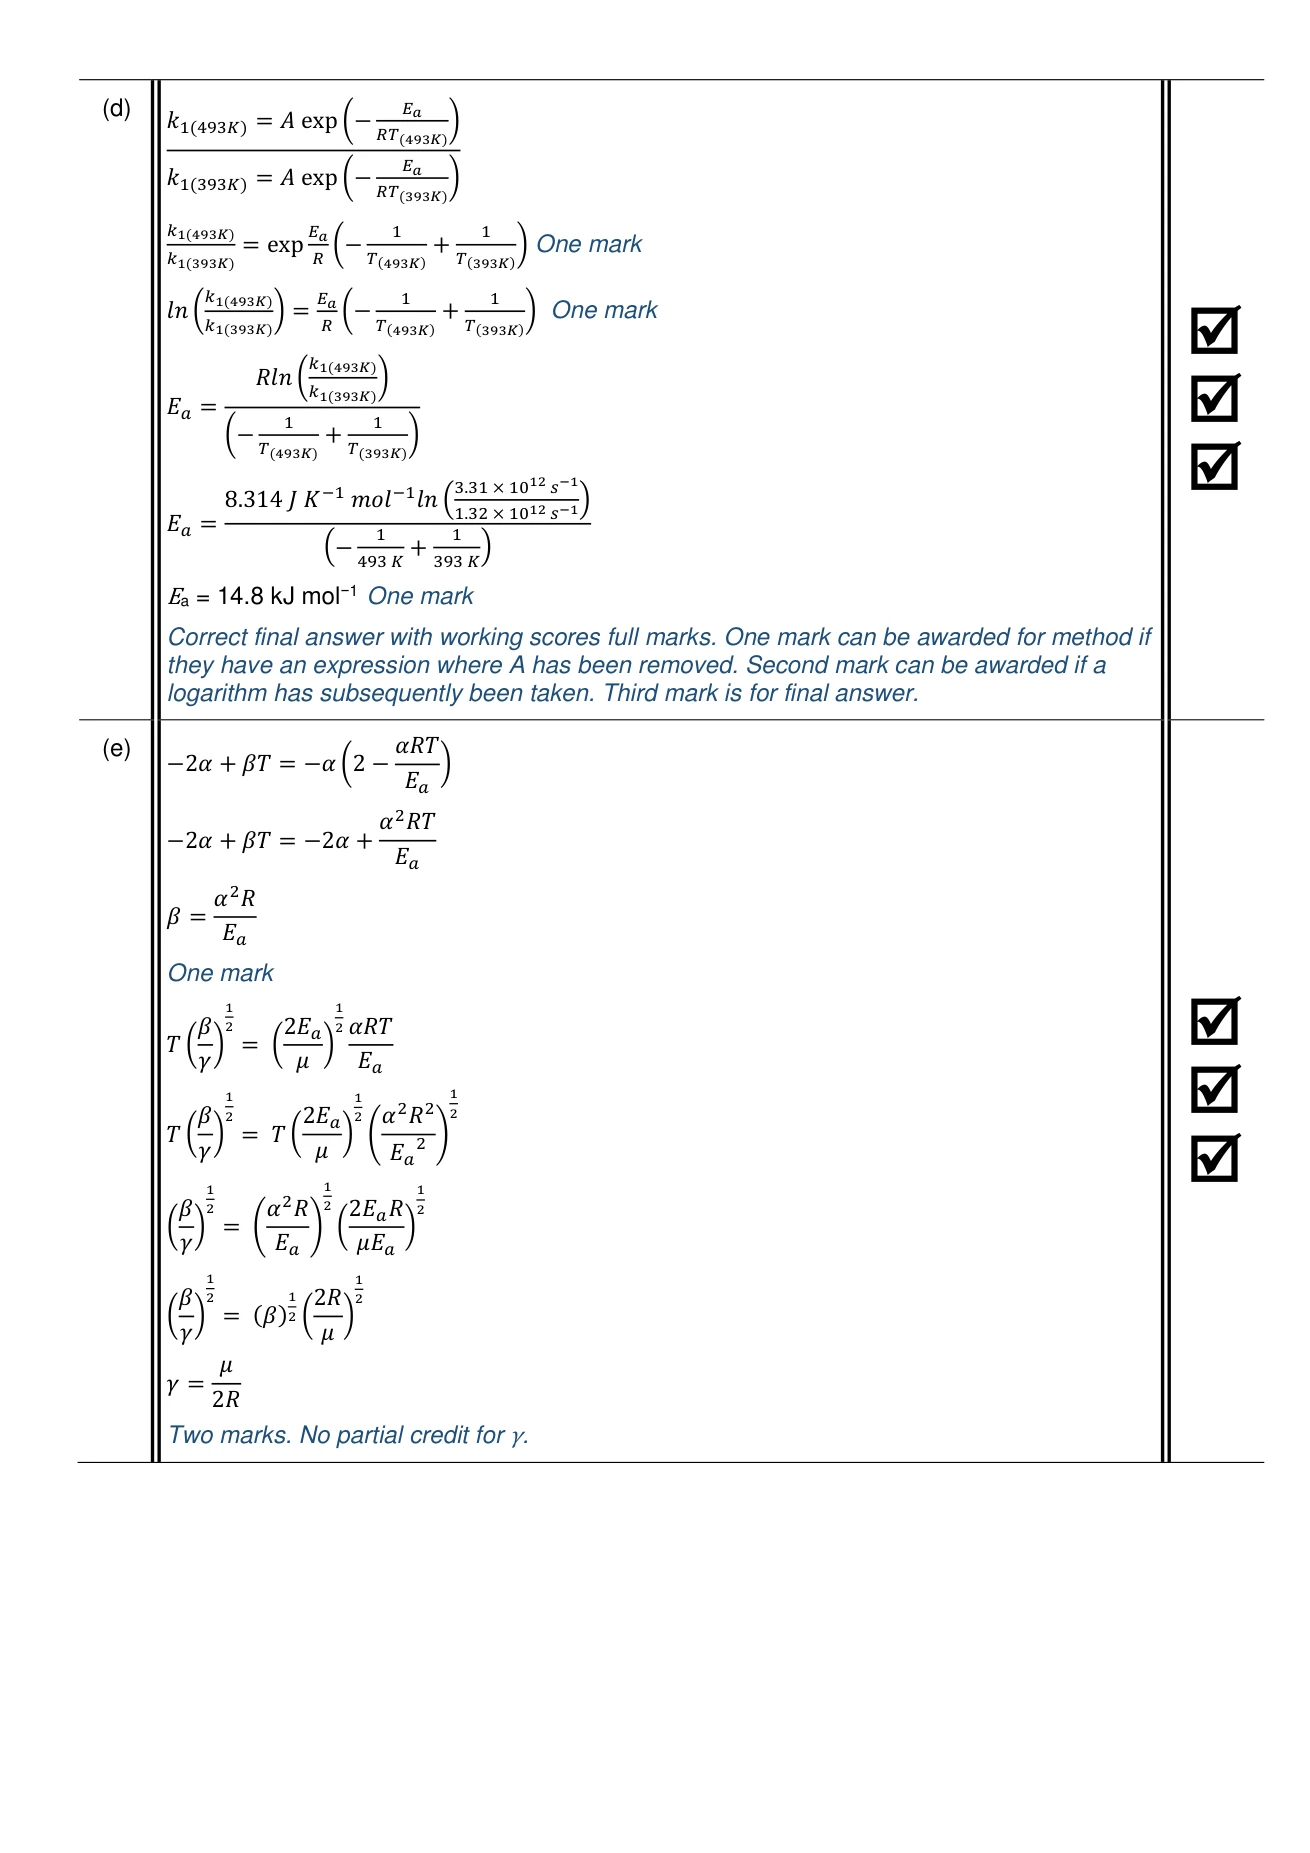 (d)
k₁₍₄₉₃K₎ = A exp(−Eₐ/RT₍₄₉₃K₎)
k₁₍₃₉₃K₎ = A exp(−Eₐ/RT₍₃₉₃K₎)
k₁₍₄₉₃K₎/k₁₍₃₉₃K₎ = exp Eₐ/R (−1/T₍₄₉₃K₎ + 1/T₍₃₉₃K₎) One mark
ln(k₁₍₄₉₃K₎/k₁₍₃₉₃K₎) = Eₐ/R (−1/T₍₄₉₃K₎ + 1/T₍₃₉₃K₎) One mark
Eₐ = Rln(k₁₍₄₉₃K₎/k₁₍₃₉₃K₎) / (−1/T₍₄₉₃K₎ + 1/T₍₃₉₃K₎)
Eₐ = 8.314 J K⁻¹ mol⁻¹ln(3.31 × 10¹² s⁻¹/1.32 × 10¹² s⁻¹) / (−1/493 K + 1/393 K)
Eₐ = 14.8 kJ mol⁻¹ One mark
Correct final answer with working scores full marks. One mark can be awarded for method if
they have an expression where A has been removed. Second mark can be awarded if a
logarithm has subsequently been taken. Third mark is for final answer.
(e)
−2α + βT = −α(2 − αRT/Eₐ)
−2α + βT = −2α + α²RT/Eₐ
β = α²R/Eₐ
One mark
T(β/γ)^(1/2) = (2Eₐ/μ)^(1/2) αRT/Eₐ
T(β/γ)^(1/2) = T(2Eₐ/μ)^(1/2) (α²R²/Eₐ²)^(1/2)
(β/γ)^(1/2) = (α²R/Eₐ)^(1/2) (2EₐR/μEₐ)^(1/2)
(β/γ)^(1/2) = (β)^(1/2) (2R/μ)^(1/2)
γ = μ/2R
Two marks. No partial credit for γ.